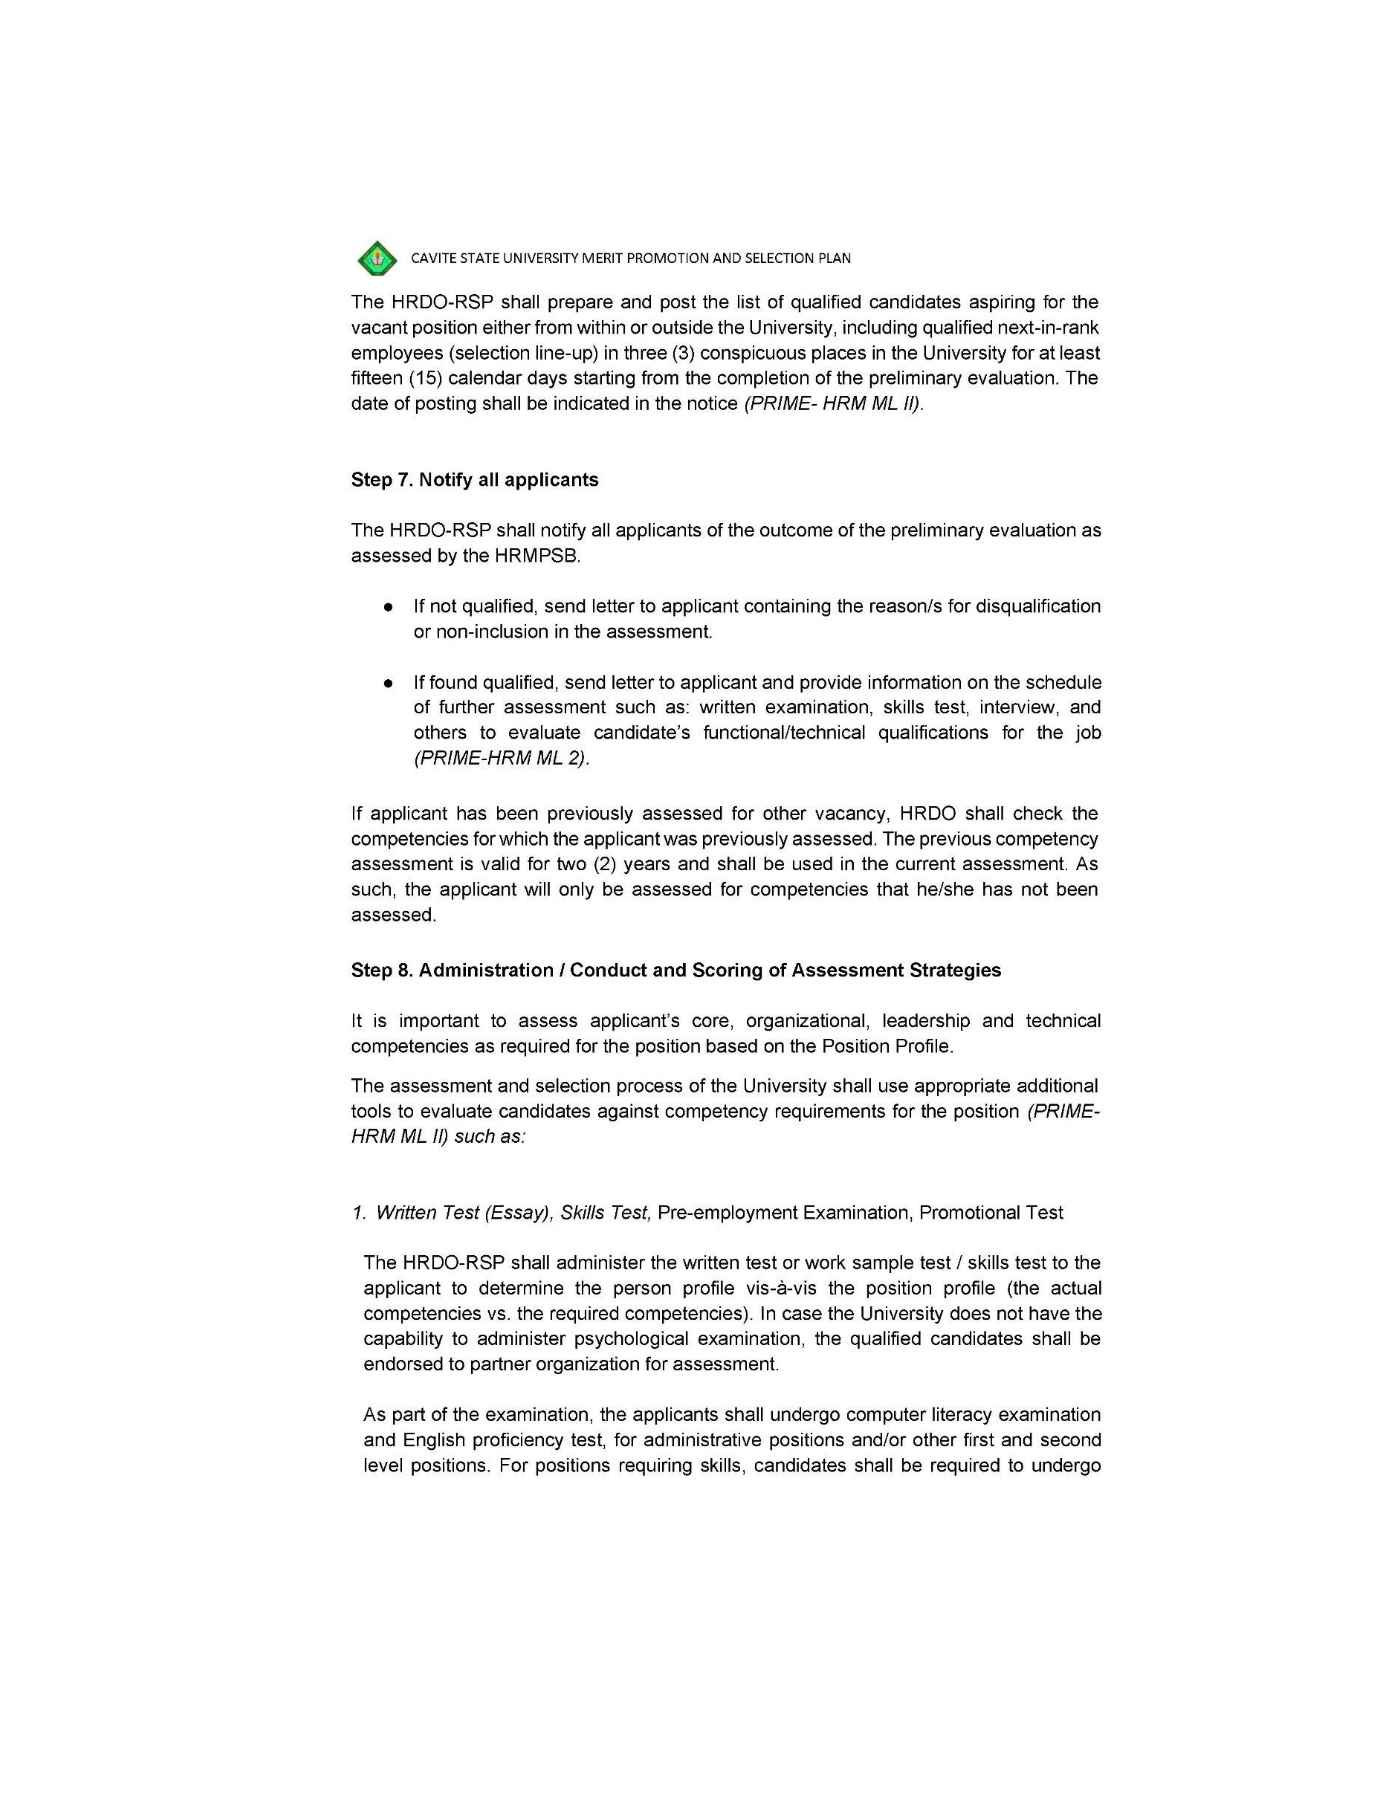 CAVITE STATE UNIVERSITY MERIT PROMOTION AND SELECTION PLAN
The HRDO-RSP shall prepare and post the list of qualified candidates aspiring for the
vacant position either from within or outside the University, including qualified next-in-rank
employees (selection line-up) in three (3) conspicuous places in the University for at least
fifteen (15) calendar days starting from the completion of the preliminary evaluation. The
date of posting shall be indicated in the notice (PRIME- HRM ML II).
Step 7. Notify all applicants
The HRDO-RSP shall notify all applicants of the outcome of the preliminary evaluation as
assessed by the HRMPSB.
● If not qualified, send letter to applicant containing the reason/s for disqualification
or non-inclusion in the assessment.
● If found qualified, send letter to applicant and provide information on the schedule
of further assessment such as: written examination, skills test, interview, and
others to evaluate candidate's functional/technical qualifications for the job
(PRIME-HRM ML 2).
If applicant has been previously assessed for other vacancy, HRDO shall check the
competencies for which the applicant was previously assessed. The previous competency
assessment is valid for two (2) years and shall be used in the current assessment. As
such, the applicant will only be assessed for competencies that he/she has not been
assessed.
Step 8. Administration / Conduct and Scoring of Assessment Strategies
It is important to assess applicant's core, organizational, leadership and technical
competencies as required for the position based on the Position Profile.
The assessment and selection process of the University shall use appropriate additional
tools to evaluate candidates against competency requirements for the position (PRIME-
HRM ML II) such as:
1. Written Test (Essay), Skills Test, Pre-employment Examination, Promotional Test
The HRDO-RSP shall administer the written test or work sample test / skills test to the
applicant to determine the person profile vis-à-vis the position profile (the actual
competencies vs. the required competencies). In case the University does not have the
capability to administer psychological examination, the qualified candidates shall be
endorsed to partner organization for assessment.
As part of the examination, the applicants shall undergo computer literacy examination
and English proficiency test, for administrative positions and/or other first and second
level positions. For positions requiring skills, candidates shall be required to undergo